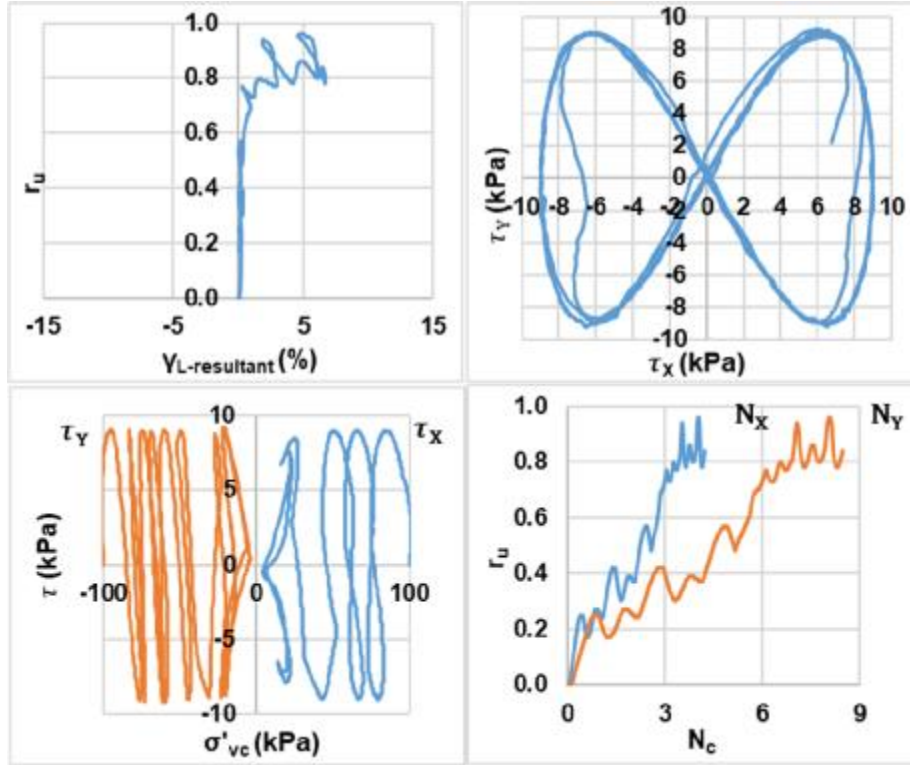 1.0
0.8
0.6
r_u
0.4
0.2
0.0
-15 -5 5 15
γ_L-resultant (%)
10
8
6
4
2
0
10 -8 -6 -4 -2 0 2 4 6 8 10
-2
-4
-6
-8
-10
τ_Y (kPa)
τ_X (kPa)
τ_Y 10 τ_X
5
τ (kPa)
0
-100 0 100
-5
-10
σ'_vc (kPa)
1.0 N_X N_Y
0.8
0.6
r_u
0.4
0.2
0.0
0 3 6 9
N_c